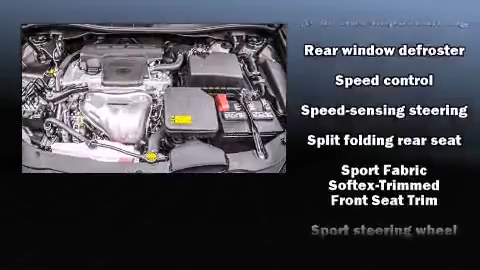 Rear window defroster
Speed control
Speed-sensing steering
Split folding rear seat
Sport Fabric
Softex-Trimmed
Front Seat Trim
Sport steering wheel